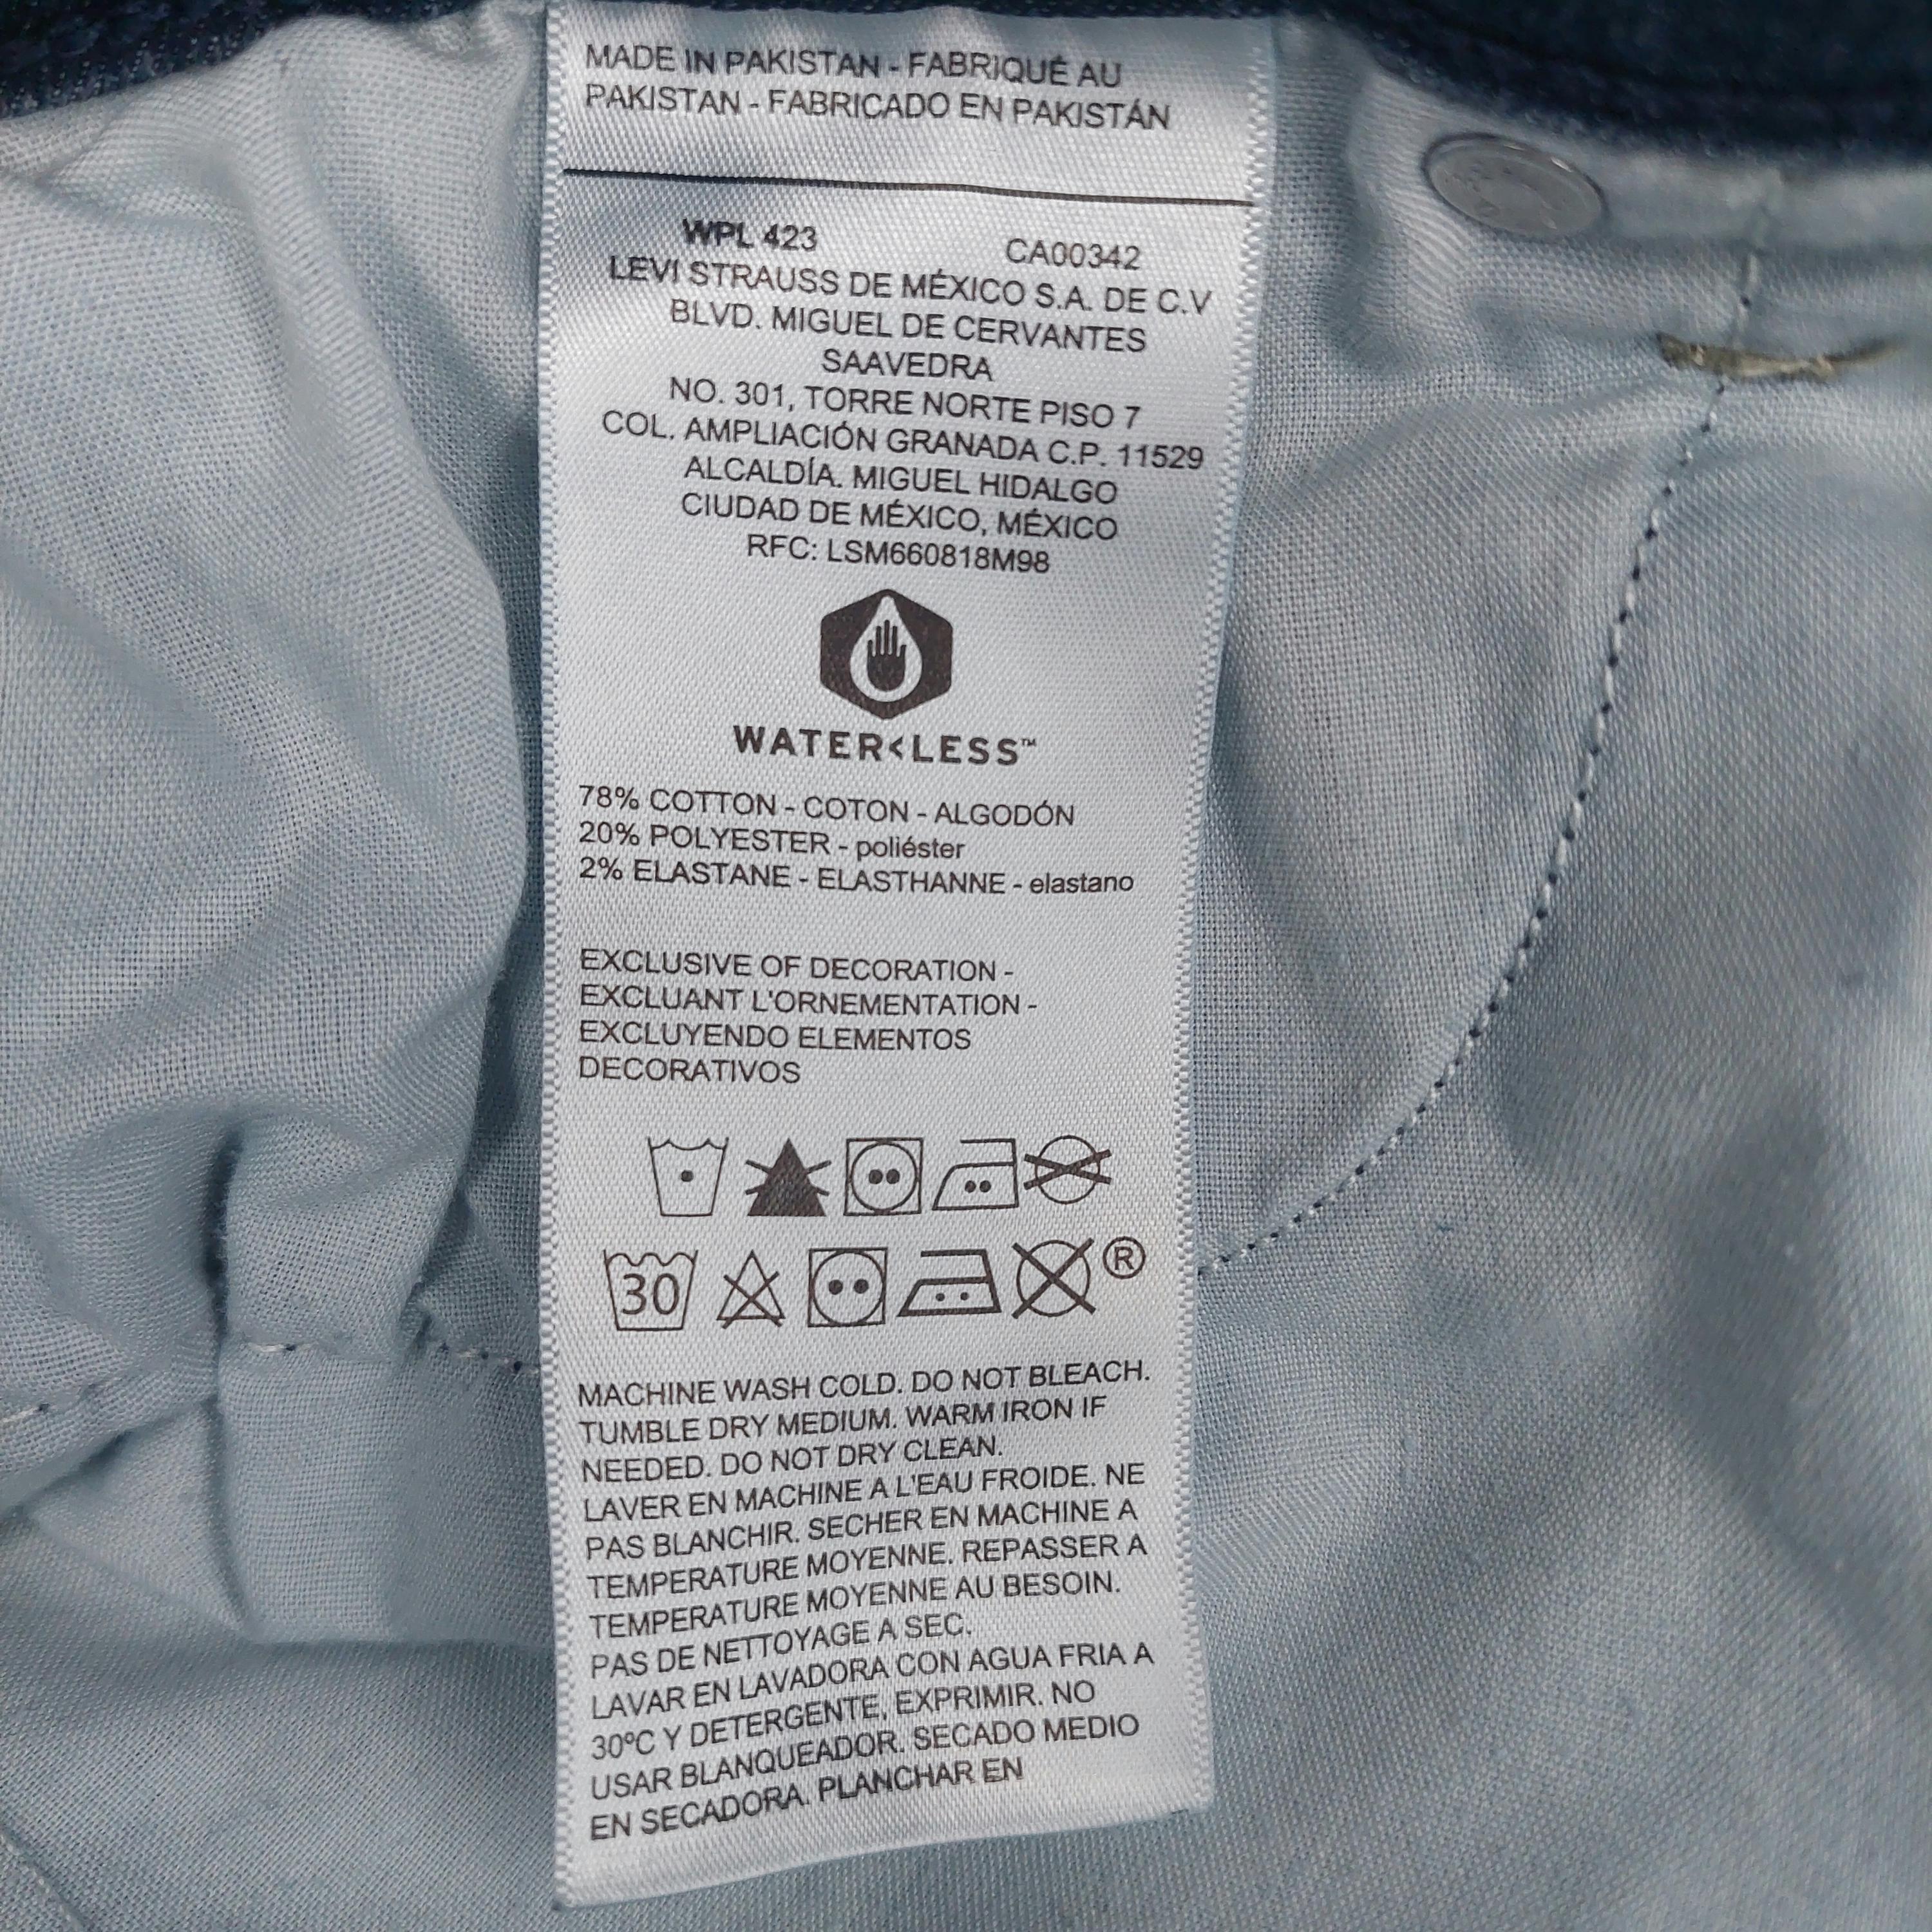 MADE IN PAKISTAN - FABRIQUÉ AU
PAKISTAN - FABRICADO EN PAKISTÁN
WPL 423 CA00342
LEVI STRAUSS DE MÉXICO S.A. DE C.V
BLVD. MIGUEL DE CERVANTES
SAAVEDRA
NO. 301, TORRE NORTE PISO 7
COL. AMPLIACIÓN GRANADA C.P. 11529
ALCALDÍA. MIGUEL HIDALGO
CIUDAD DE MÉXICO, MÉXICO
RFC: LSM660818M98
WATER<LESS™
78% COTTON - COTON - ALGODÓN
20% POLYESTER - poliéster
2% ELASTANE - ELASTHANNE - elastano
EXCLUSIVE OF DECORATION -
EXCLUANT L'ORNEMENTATION -
EXCLUYENDO ELEMENTOS
DECORATIVOS
30 ®
MACHINE WASH COLD. DO NOT BLEACH.
TUMBLE DRY MEDIUM. WARM IRON IF
NEEDED. DO NOT DRY CLEAN.
LAVER EN MACHINE A L'EAU FROIDE. NE
PAS BLANCHIR. SECHER EN MACHINE A
TEMPERATURE MOYENNE. REPASSER A
TEMPERATURE MOYENNE AU BESOIN.
PAS DE NETTOYAGE A SEC.
LAVAR EN LAVADORA CON AGUA FRIA A
30ºC Y DETERGENTE, EXPRIMIR. NO
USAR BLANQUEADOR. SECADO MEDIO
EN SECADORA. PLANCHAR EN